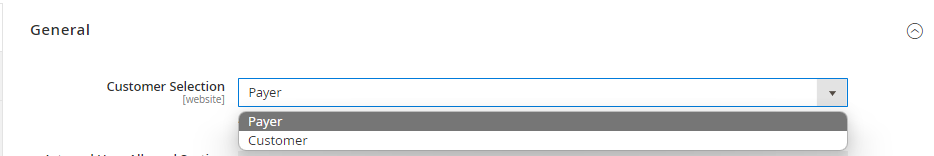 General
Customer Selection
[website]
Payer
Payer
Customer